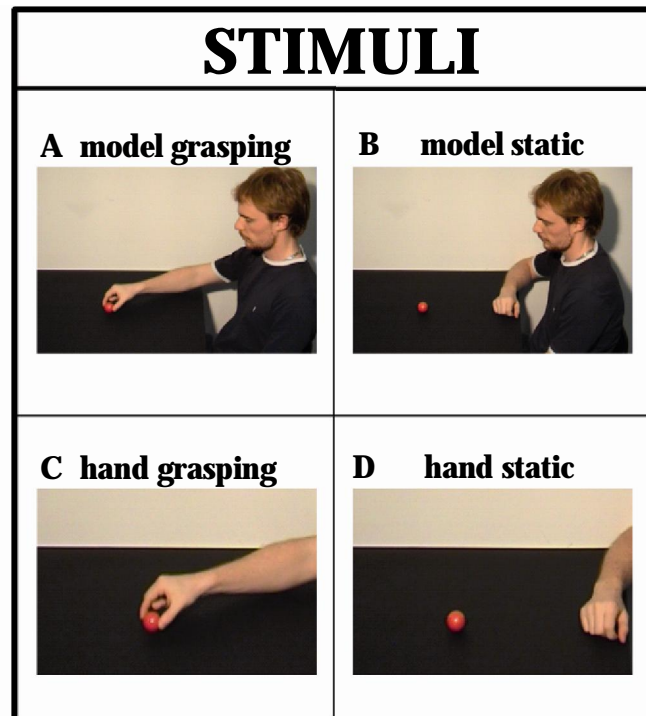 STIMULI
A model grasping
B model static
C hand grasping
D hand static